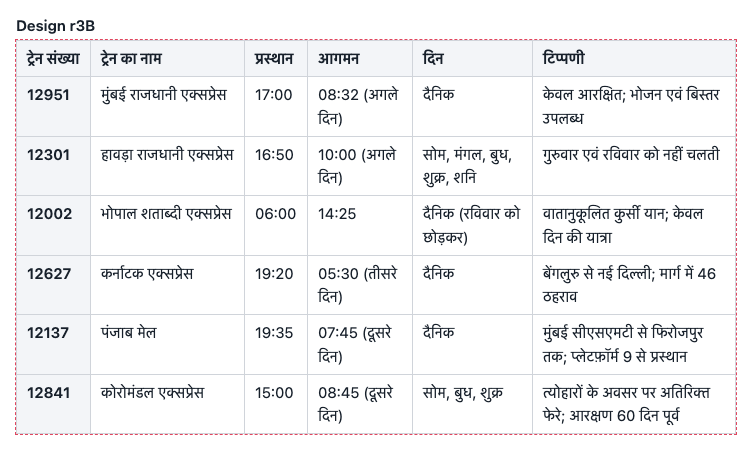 Design r3B
ट्रेन संख्या ट्रेन का नाम प्रस्थान आगमन दिन टिप्पणी
12951 मुंबई राजधानी एक्सप्रेस 17:00 08:32 (अगले दैनिक केवल आरक्षित; भोजन एवं बिस्तर
दिन) उपलब्ध
12301 हावड़ा राजधानी एक्सप्रेस 16:50 10:00 (अगले सोम, मंगल, बुध, गुरुवार एवं रविवार को नहीं चलती
दिन) शुक्र, शनि
12002 भोपाल शताब्दी एक्सप्रेस 06:00 14:25 दैनिक (रविवार को वातानुकूलित कुर्सी यान; केवल
छोड़कर) दिन की यात्रा
12627 कर्नाटक एक्सप्रेस 19:20 05:30 (तीसरे दैनिक बेंगलुरु से नई दिल्ली; मार्ग में 46
दिन) ठहराव
12137 पंजाब मेल 19:35 07:45 (दूसरे दैनिक मुंबई सीएसएमटी से फिरोजपुर
दिन) तक; प्लेटफ़ॉर्म 9 से प्रस्थान
12841 कोरोमंडल एक्सप्रेस 15:00 08:45 (दूसरे सोम, बुध, शुक्र त्योहारों के अवसर पर अतिरिक्त
दिन) फेरे; आरक्षण 60 दिन पूर्व